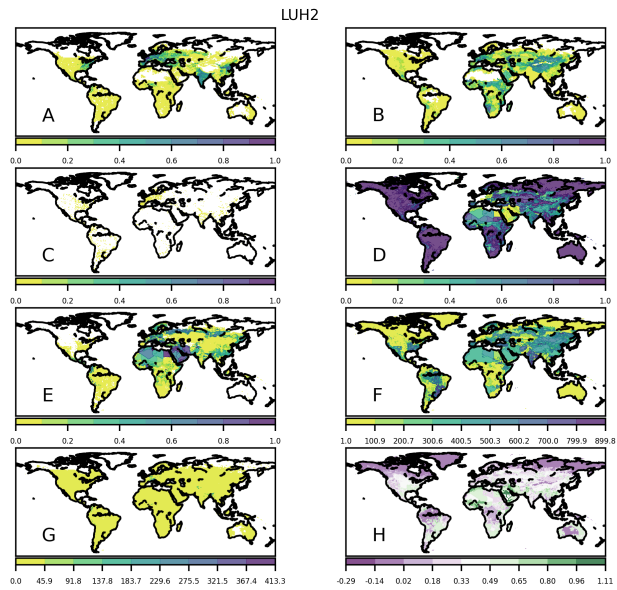 LUH2
A
0.0 0.2 0.4 0.6 0.8 1.0
B
0.0 0.2 0.4 0.6 0.8 1.0
C
0.0 0.2 0.4 0.6 0.8 1.0
D
0.0 0.2 0.4 0.6 0.8 1.0
E
0.0 0.2 0.4 0.6 0.8 1.0
F
1.0 100.9 200.7 300.6 400.5 500.3 600.2 700.0 799.9 899.8
G
0.0 45.9 91.8 137.8 183.7 229.6 275.5 321.5 367.4 413.3
H
-0.29 -0.14 0.02 0.18 0.33 0.49 0.65 0.80 0.96 1.11